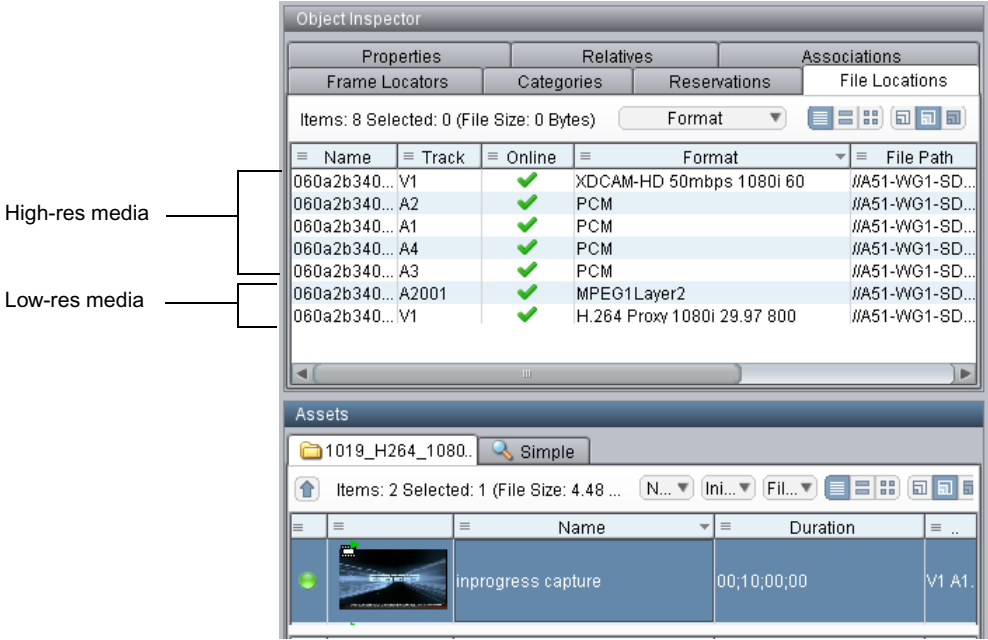 Object Inspector
Properties Relatives Associations
Frame Locators Categories Reservations File Locations
Items: 8 Selected: 0 (File Size: 0 Bytes) Format
Name Track Online Format File Path
060a2b340... V1 XDCAM-HD 50mbps 1080i 60 //A51-WG1-SD...
060a2b340... A2 PCM //A51-WG1-SD...
High-res media
060a2b340... A1 PCM //A51-WG1-SD...
060a2b340... A4 PCM //A51-WG1-SD...
060a2b340... A3 PCM //A51-WG1-SD...
Low-res media
060a2b340... A2001 MPEG1Layer2 //A51-WG1-SD...
060a2b340... V1 H.264 Proxy 1080i 29.97 800 //A51-WG1-SD...
Assets
1019_H264_1080.. Simple
Items: 2 Selected: 1 (File Size: 4.48 ... N... Ini... Fil...
Name Duration ..
inprogress capture 00;10;00;00 V1 A1.